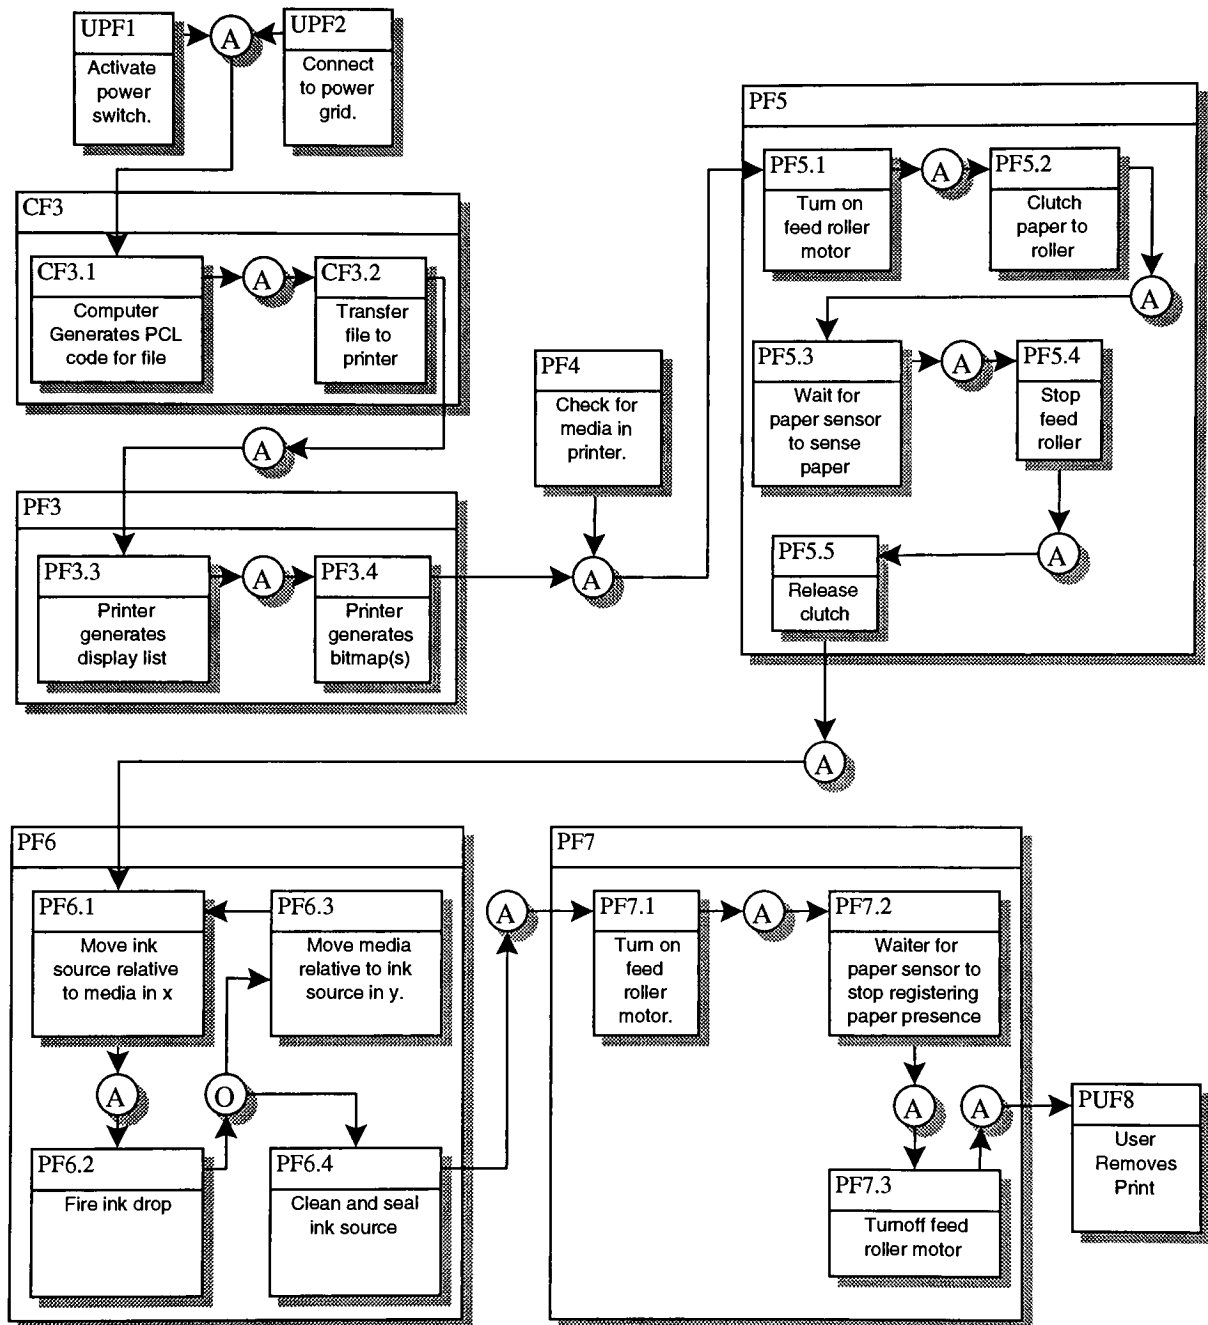 UPF1
Activate
power
switch.
A
UPF2
Connect
to power
grid.
CF3
CF3.1
Computer
Generates PCL
code for file
A
CF3.2
Transfer
file to
printer
A
PF3
PF3.3
Printer
generates
display list
A
PF3.4
Printer
generates
bitmap(s)
PF4
Check for
media in
printer.
A
PF5
PF5.1
Turn on
feed roller
motor
A
PF5.2
Clutch
paper to
roller
A
PF5.3
Wait for
paper sensor
to sense
paper
A
PF5.4
Stop
feed
roller
A
PF5.5
Release
clutch
A
PF6
PF6.1
Move ink
source relative
to media in x
PF6.3
Move media
relative to ink
source in y.
A
O
PF6.2
Fire ink drop
PF6.4
Clean and seal
ink source
A
PF7
PF7.1
Turn on
feed
roller
motor.
A
PF7.2
Waiter for
paper sensor to
stop registering
paper presence
A
PF7.3
Turnoff feed
roller motor
A
PUF8
User
Removes
Print